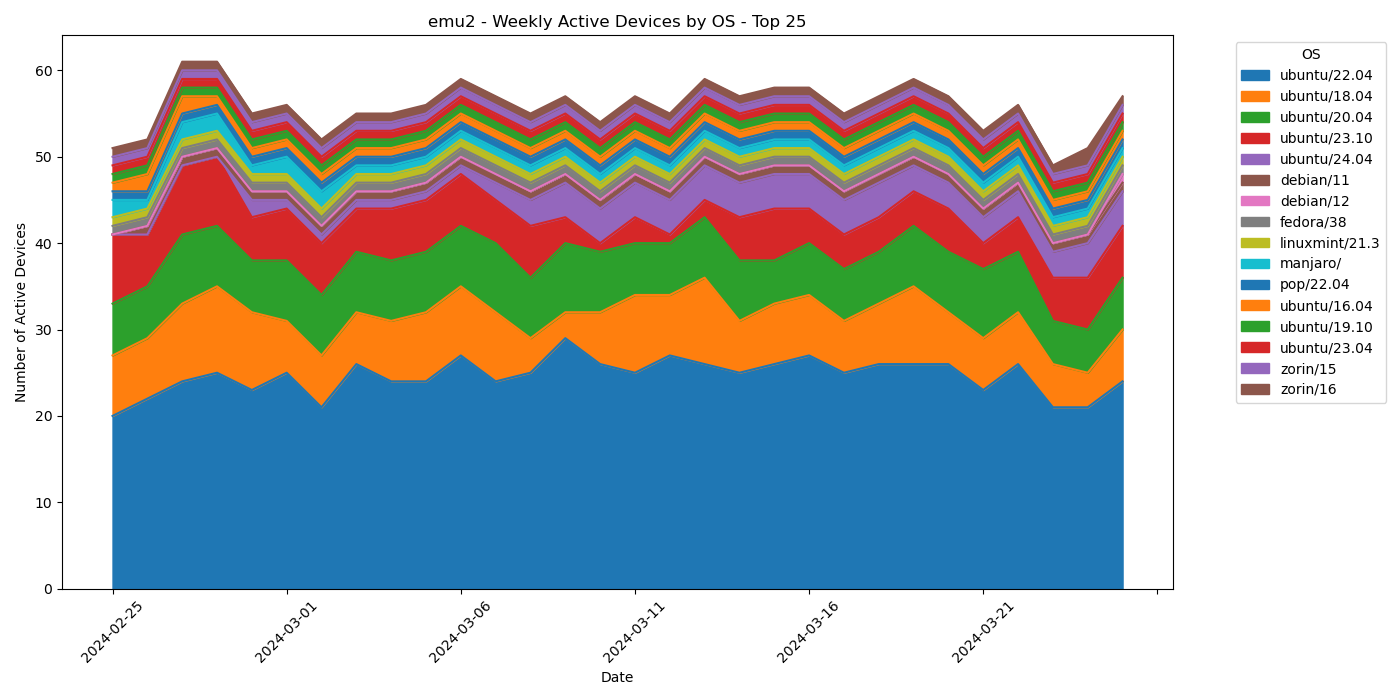 emu2 - Weekly Active Devices by OS - Top 25
Number of Active Devices
60
50
40
30
20
10
0
2024-02-25
2024-03-01
2024-03-06
2024-03-11
2024-03-16
2024-03-21
Date
OS
ubuntu/22.04
ubuntu/18.04
ubuntu/20.04
ubuntu/23.10
ubuntu/24.04
debian/11
debian/12
fedora/38
linuxmint/21.3
manjaro/
pop/22.04
ubuntu/16.04
ubuntu/19.10
ubuntu/23.04
zorin/15
zorin/16